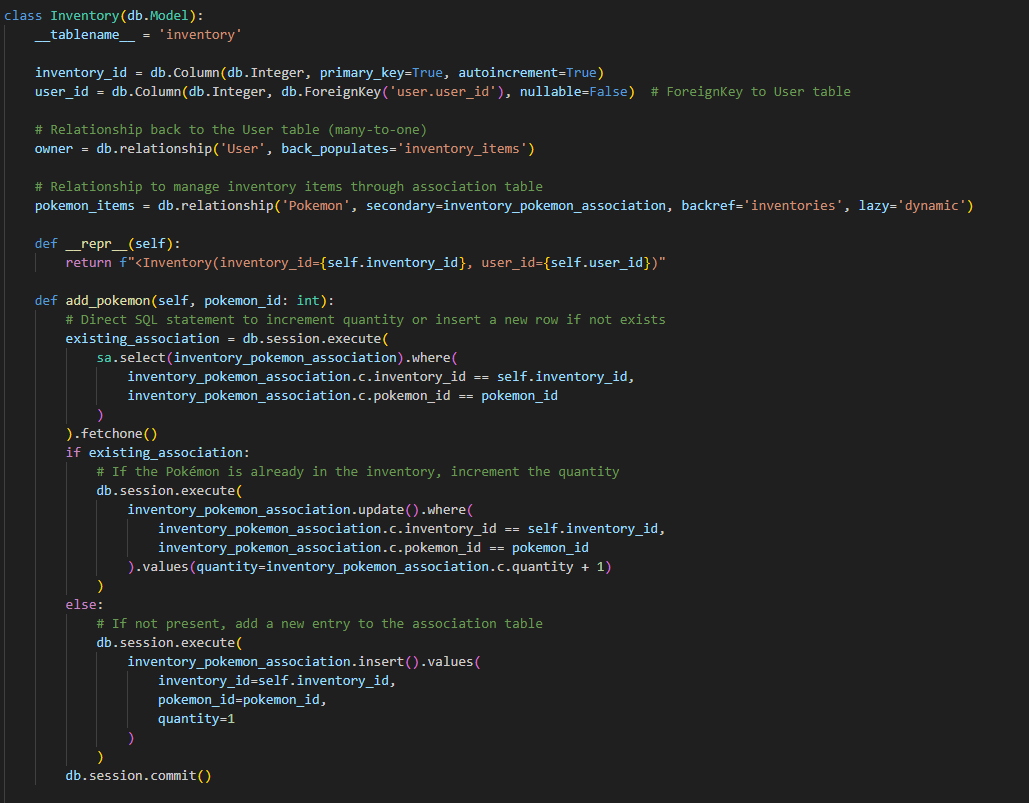 class Inventory(db.Model):
    __tablename__ = 'inventory'

    inventory_id = db.Column(db.Integer, primary_key=True, autoincrement=True)
    user_id = db.Column(db.Integer, db.ForeignKey('user.user_id'), nullable=False)  # ForeignKey to User table

    # Relationship back to the User table (many-to-one)
    owner = db.relationship('User', back_populates='inventory_items')

    # Relationship to manage inventory items through association table
    pokemon_items = db.relationship('Pokemon', secondary=inventory_pokemon_association, backref='inventories', lazy='dynamic')

    def __repr__(self):
        return f"<Inventory(inventory_id={self.inventory_id}, user_id={self.user_id})"

    def add_pokemon(self, pokemon_id: int):
        # Direct SQL statement to increment quantity or insert a new row if not exists
        existing_association = db.session.execute(
            sa.select(inventory_pokemon_association).where(
                inventory_pokemon_association.c.inventory_id == self.inventory_id,
                inventory_pokemon_association.c.pokemon_id == pokemon_id
            )
        ).fetchone()
        if existing_association:
            # If the Pokémon is already in the inventory, increment the quantity
            db.session.execute(
                inventory_pokemon_association.update().where(
                    inventory_pokemon_association.c.inventory_id == self.inventory_id,
                    inventory_pokemon_association.c.pokemon_id == pokemon_id
                ).values(quantity=inventory_pokemon_association.c.quantity + 1)
            )
        else:
            # If not present, add a new entry to the association table
            db.session.execute(
                inventory_pokemon_association.insert().values(
                    inventory_id=self.inventory_id,
                    pokemon_id=pokemon_id,
                    quantity=1
                )
            )
        db.session.commit()